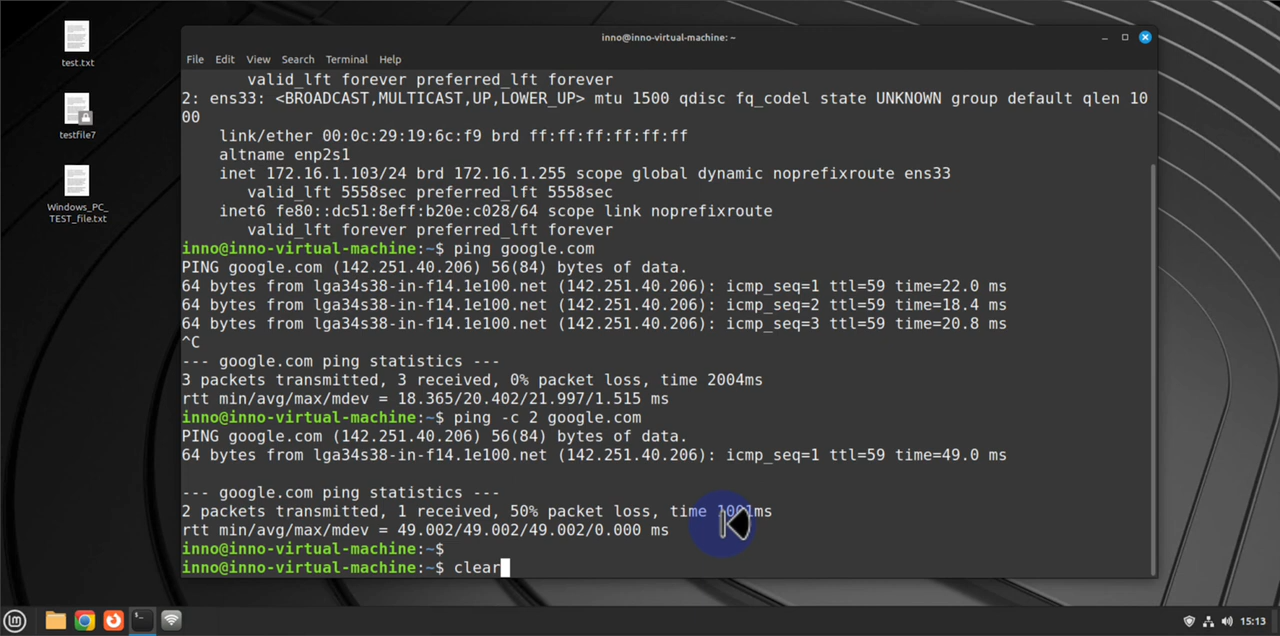 test.txt
testfile7
Windows_PC_
TEST_file.txt
inno@inno-virtual-machine: ~
File Edit View Search Terminal Help
valid_lft forever preferred_lft forever
2: ens33: <BROADCAST,MULTICAST,UP,LOWER_UP> mtu 1500 qdisc fq_codel state UNKNOWN group default qlen 10
00
link/ether 00:0c:29:19:6c:f9 brd ff:ff:ff:ff:ff:ff
altname enp2s1
inet 172.16.1.103/24 brd 172.16.1.255 scope global dynamic noprefixroute ens33
valid_lft 5558sec preferred_lft 5558sec
inet6 fe80::dc51:8eff:b20e:c028/64 scope link noprefixroute
valid_lft forever preferred_lft forever
inno@inno-virtual-machine:~$ ping google.com
PING google.com (142.251.40.206) 56(84) bytes of data.
64 bytes from lga34s38-in-f14.1e100.net (142.251.40.206): icmp_seq=1 ttl=59 time=22.0 ms
64 bytes from lga34s38-in-f14.1e100.net (142.251.40.206): icmp_seq=2 ttl=59 time=18.4 ms
64 bytes from lga34s38-in-f14.1e100.net (142.251.40.206): icmp_seq=3 ttl=59 time=20.8 ms
^C
--- google.com ping statistics ---
3 packets transmitted, 3 received, 0% packet loss, time 2004ms
rtt min/avg/max/mdev = 18.365/20.402/21.997/1.515 ms
inno@inno-virtual-machine:~$ ping -c 2 google.com
PING google.com (142.251.40.206) 56(84) bytes of data.
64 bytes from lga34s38-in-f14.1e100.net (142.251.40.206): icmp_seq=1 ttl=59 time=49.0 ms
--- google.com ping statistics ---
2 packets transmitted, 1 received, 50% packet loss, time 1001ms
rtt min/avg/max/mdev = 49.002/49.002/49.002/0.000 ms
inno@inno-virtual-machine:~$
inno@inno-virtual-machine:~$ clear
15:13